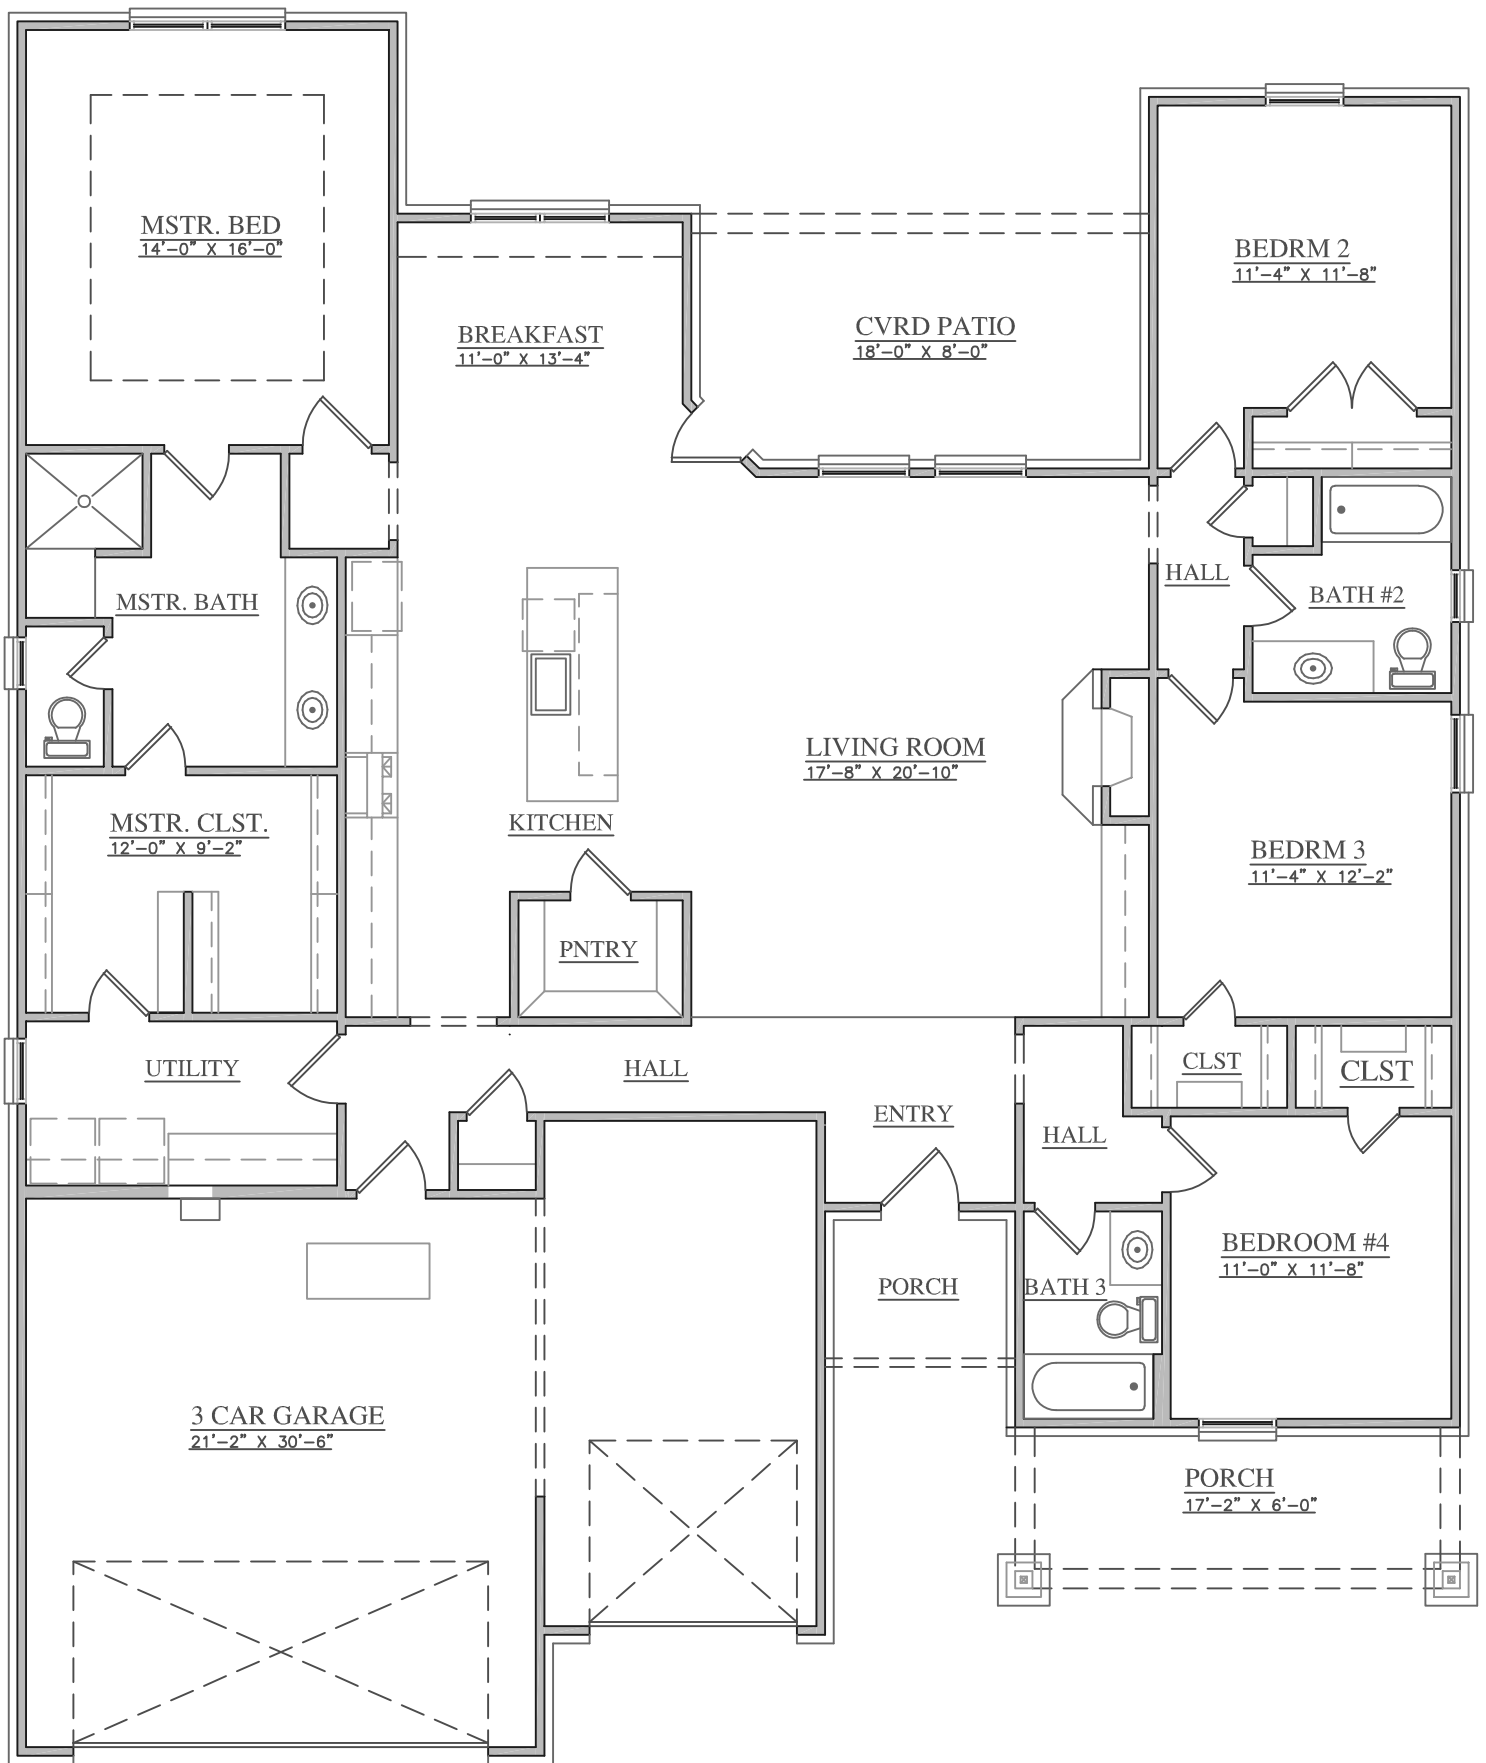 MSTR. BED
14'-0" X 16'-0"
BEDRM 2
11'-4" X 11'-8"
BREAKFAST
11'-0" X 13'-4"
CVRD PATIO
18'-0" X 8'-0"
HALL
BATH #2
MSTR. BATH
LIVING ROOM
17'-8" X 20'-10"
MSTR. CLST.
12'-0" X 9'-2"
KITCHEN
BEDRM 3
11'-4" X 12'-2"
PNTRY
UTILITY
HALL
CLST
CLST
ENTRY
HALL
BEDROOM #4
11'-0" X 11'-8"
PORCH
BATH 3
3 CAR GARAGE
21'-2" X 30'-6"
PORCH
17'-2" X 6'-0"